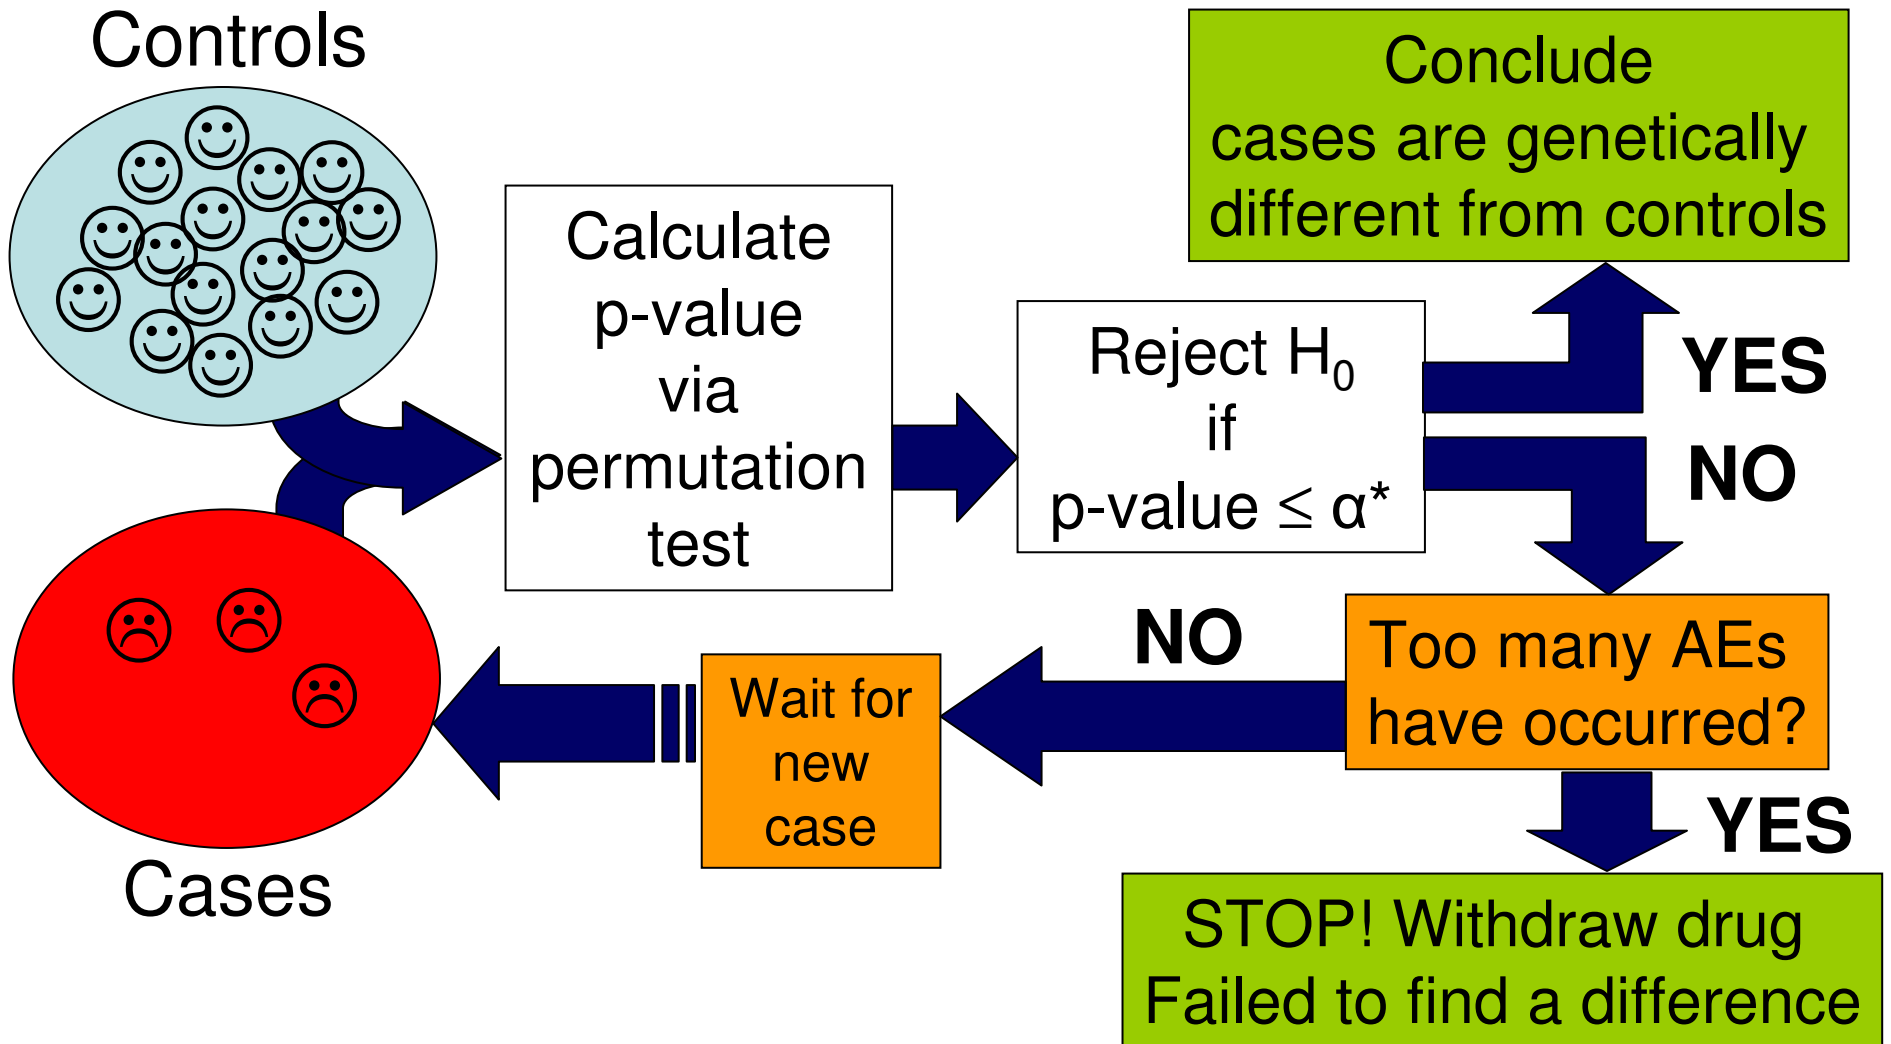 Controls
Conclude
cases are genetically
different from controls
Calculate
p-value
via
permutation
test
Reject H₀
if
p-value ≤ α*
YES
NO
Too many AEs
have occurred?
NO
Wait for
new
case
Cases
YES
STOP! Withdraw drug
Failed to find a difference